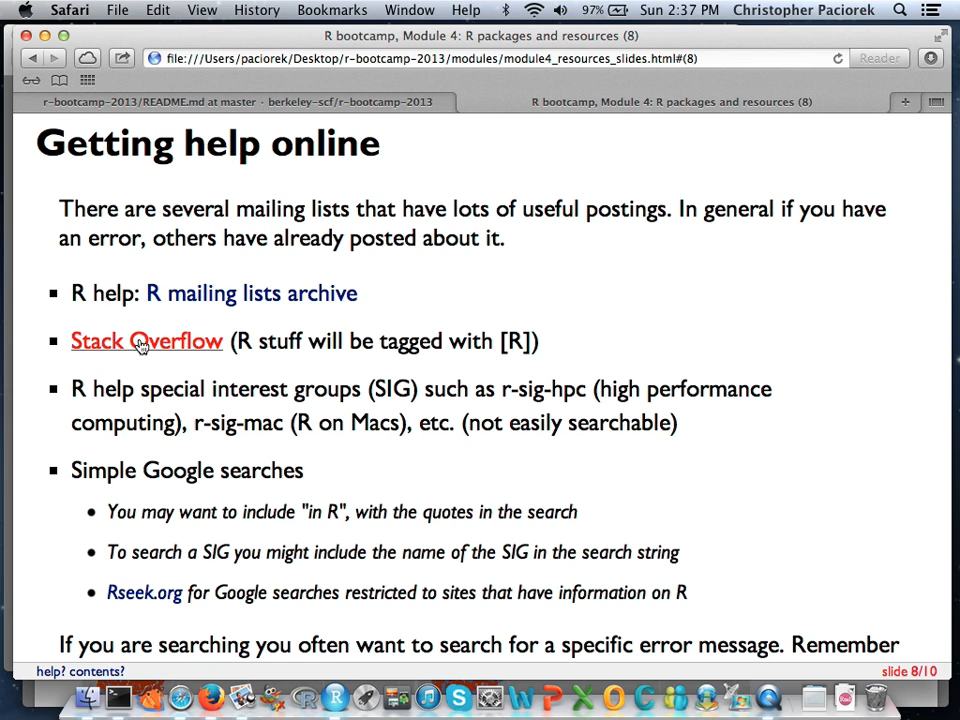 Safari File Edit View History Bookmarks Window Help 97% Sun 2:37 PM Christopher Paciorek
R bootcamp, Module 4: R packages and resources (8)
file:///Users/paciorek/Desktop/r-bootcamp-2013/modules/module4_resources_slides.html#(8) Reader
r-bootcamp-2013/README.md at master · berkeley-scf/r-bootcamp-2013 R bootcamp, Module 4: R packages and resources (8)
Getting help online
There are several mailing lists that have lots of useful postings. In general if you have
an error, others have already posted about it.
R help: R mailing lists archive
Stack Overflow (R stuff will be tagged with [R])
R help special interest groups (SIG) such as r-sig-hpc (high performance
computing), r-sig-mac (R on Macs), etc. (not easily searchable)
Simple Google searches
You may want to include "in R", with the quotes in the search
To search a SIG you might include the name of the SIG in the search string
Rseek.org for Google searches restricted to sites that have information on R
If you are searching you often want to search for a specific error message. Remember
help? contents? slide 8/10